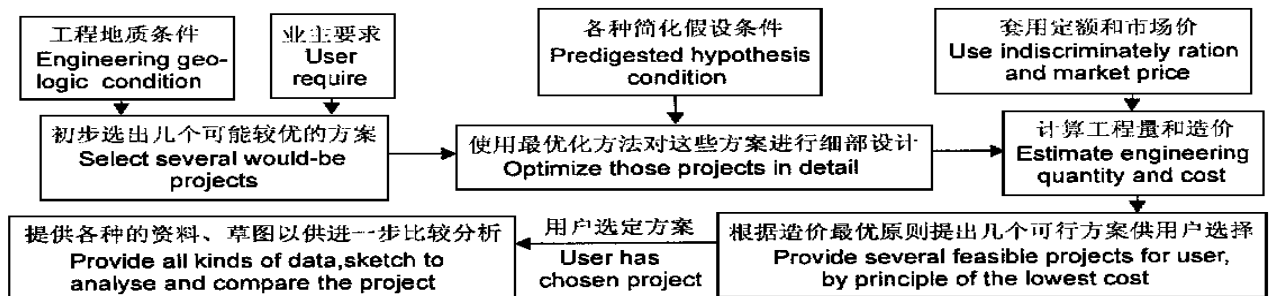 工程地质条件
Engineering geo-
logic condition
业主要求
User
require
各种简化假设条件
Predigested hypothesis
condition
套用定额和市场价
Use indiscriminately ration
and market price
初步选出几个可能较优的方案
Select several would-be
projects
使用最优化方法对这些方案进行细部设计
Optimize those projects in detail
计算工程量和造价
Estimate engineering
quantity and cost
根据造价最优原则提出几个可行方案供用户选择
Provide several feasible projects for user,
by principle of the lowest cost
用户选定方案
User has
chosen project
提供各种的资料、草图以供进一步比较分析
Provide all kinds of data,sketch to
analyse and compare the project